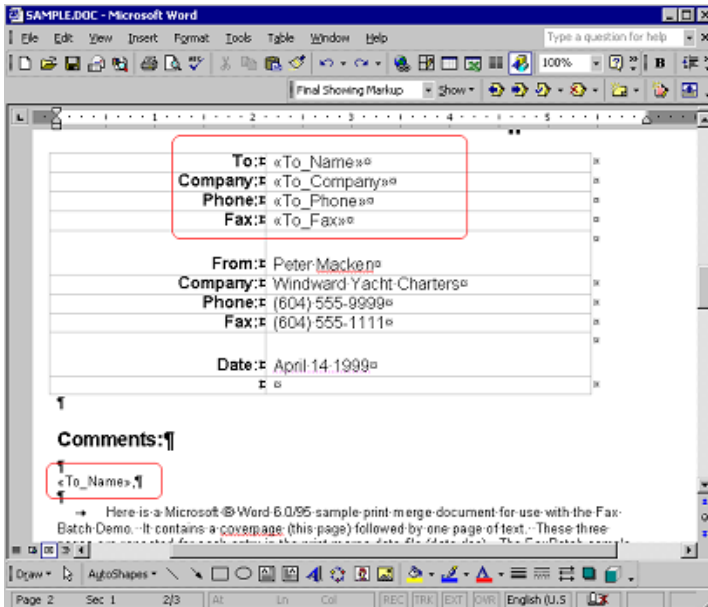 SAMPLE.DOC - Microsoft Word
File Edit View Insert Format Tools Table Window Help Type a question for help
100% B
Final Showing Markup Show
1 2 3 4 5
To:¤ «To_Name»¤
Company:¤ «To_Company»¤
Phone:¤ «To_Phone»¤
Fax:¤ «To_Fax»¤
From:¤ Peter·Macken¤
Company:¤ Windward·Yacht·Charters¤
Phone:¤ (604)·555-9999¤
Fax:¤ (604)·555-1111¤
Date:¤ April·14·1999¤
¤ ¤
¶
Comments:¶
¶
«To_Name»,¶
¶
→ Here·is·a·Microsoft·®·Word·6.0/95·sample·print·merge·document·for·use·with·the·Fax·
Batch·Demo.··It·contains·a·coverpage·(this·page)·followed·by·one·page·of·text.··These·three·
Draw AutoShapes
Page 2 Sec 1 2/3 At Ln Col REC TRK EXT OVR English (U.S